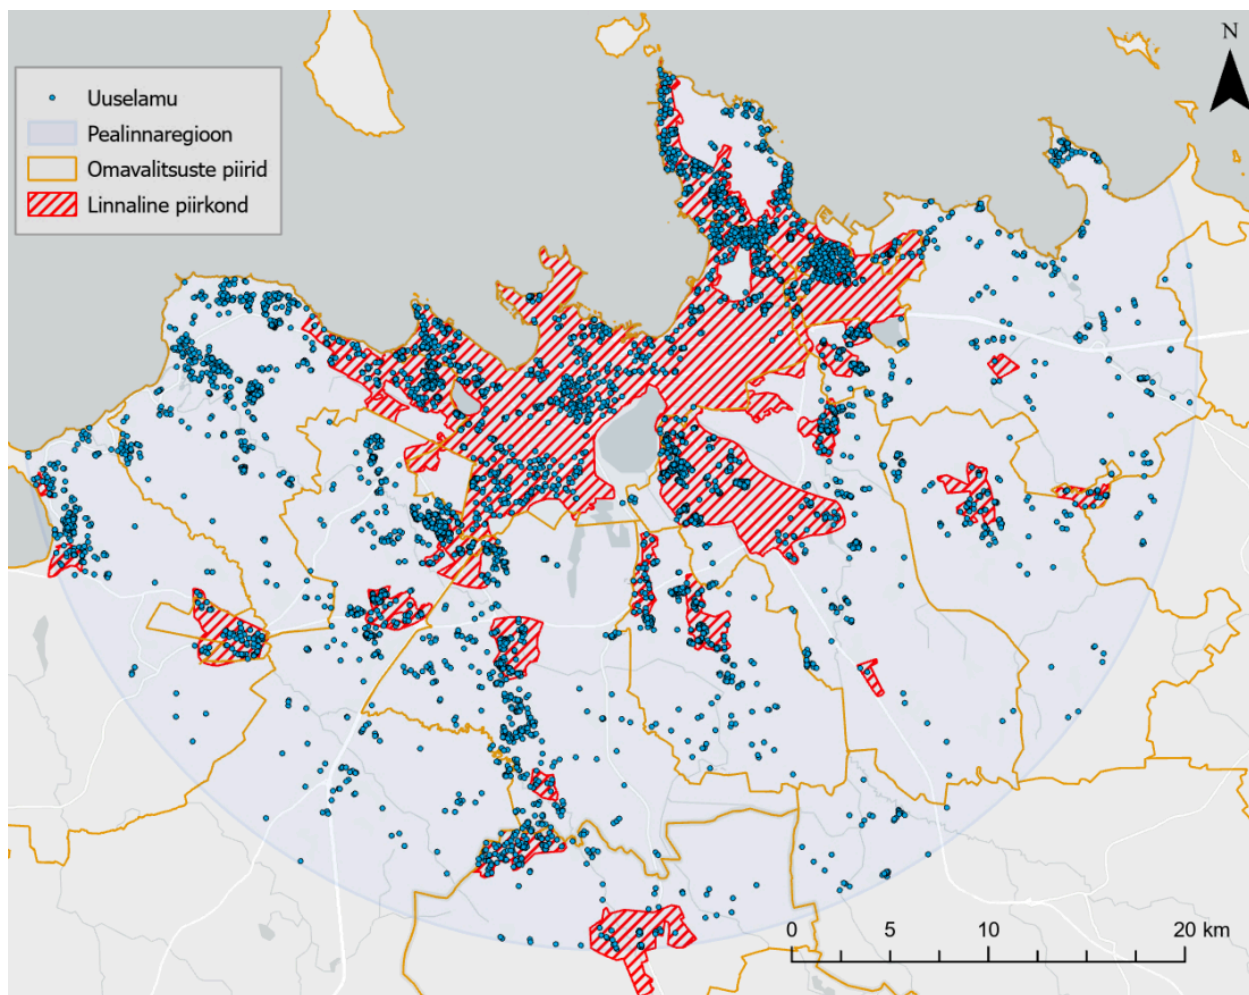 N
Uuselamu
Pealinnaregioon
Omavalitsuste piirid
Linnaline piirkond
0 5 10 20 km